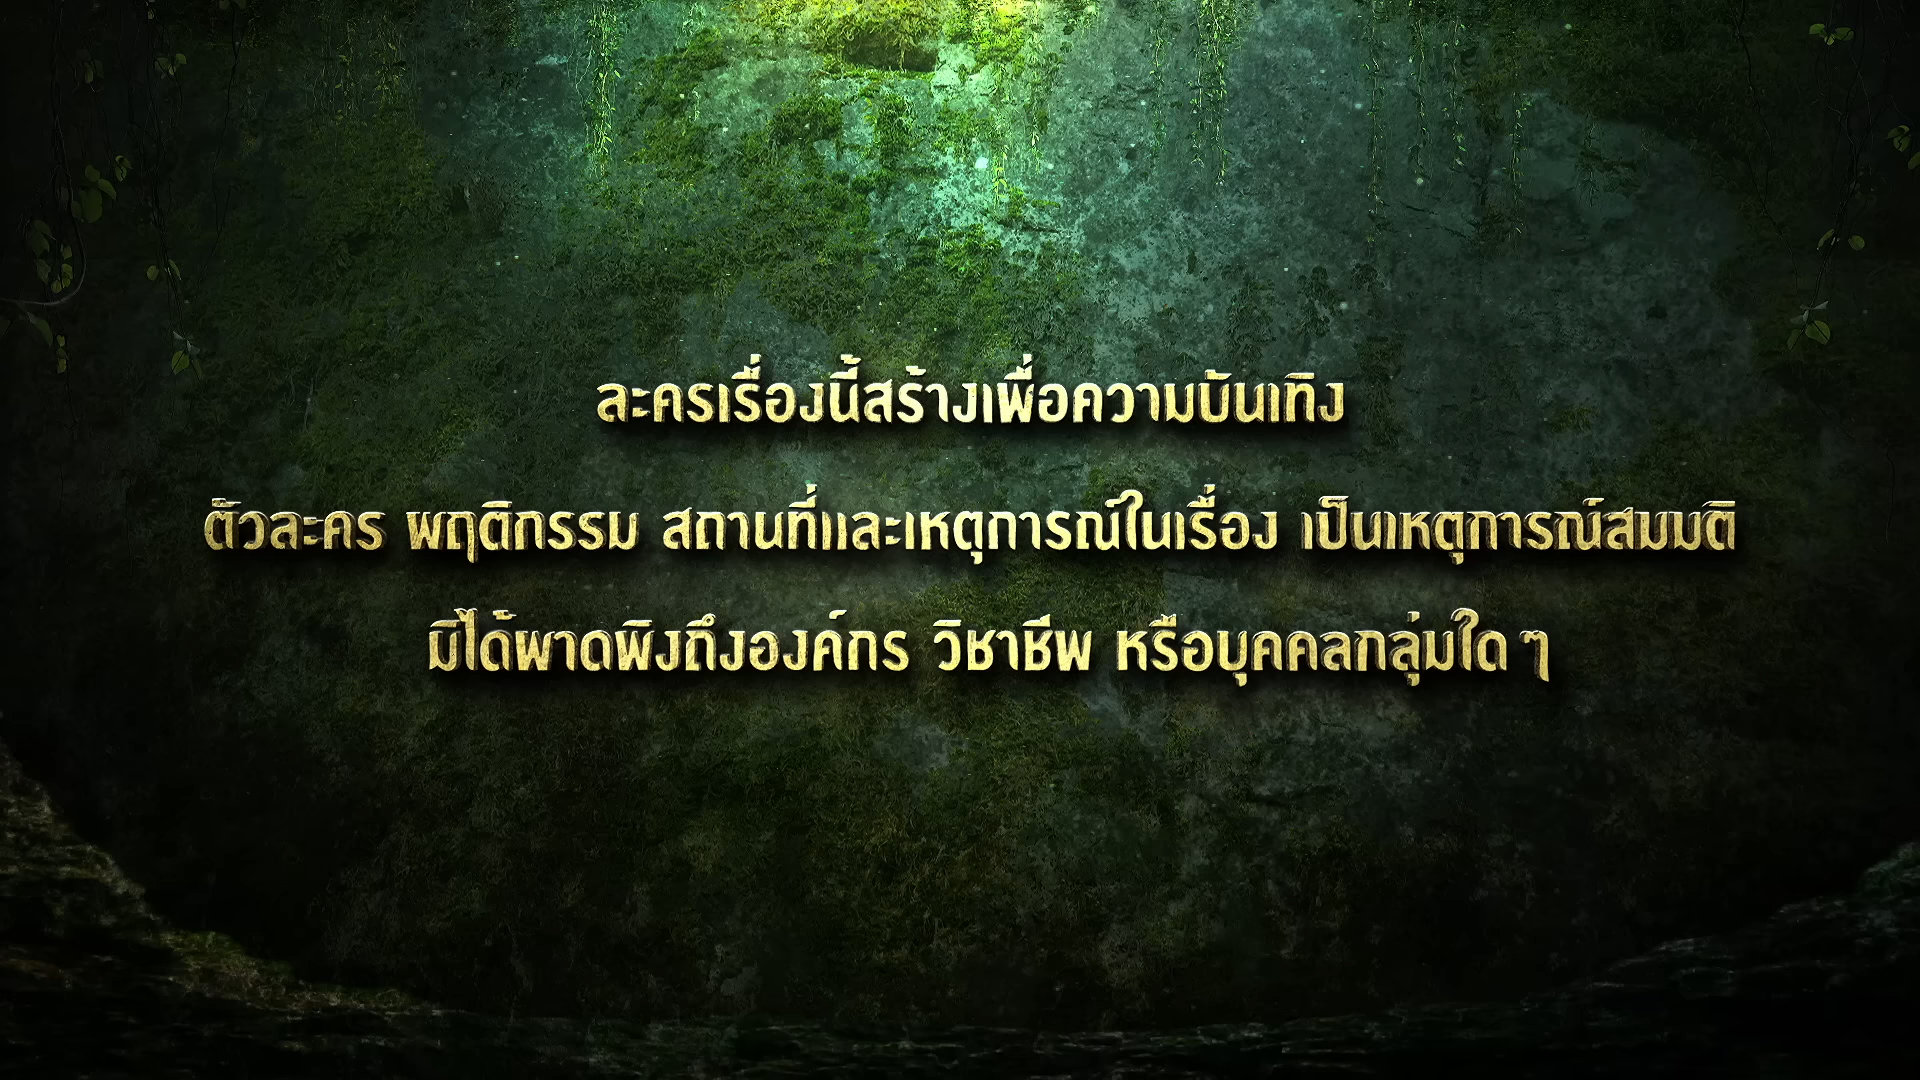 ละครเรื่องนี้สร้างเพื่อความบันเทิง
ตัวละคร พฤติกรรม สถานที่และเหตุการณ์ในเรื่อง เป็นเหตุการณ์สมมติ
มิได้พาดพิงถึงองค์กร วิชาชีพ หรือบุคคลกลุ่มใด ๆ